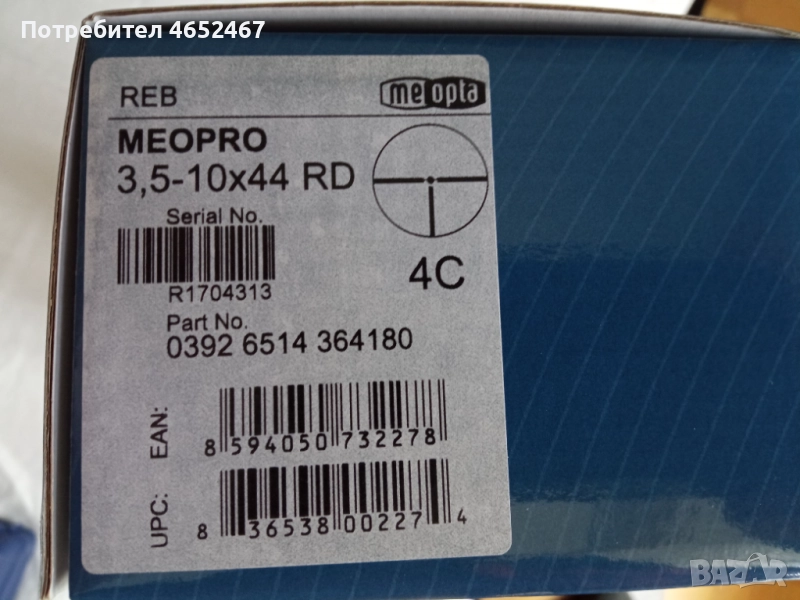 Потребител 4652467
REB
meopta
MEOPRO
3,5-10x44 RD
Serial No.
R1704313
4C
Part No.
0392 6514 364180
EAN:
8 594050 732278
UPC:
8 36538 00227 4
BAZAR